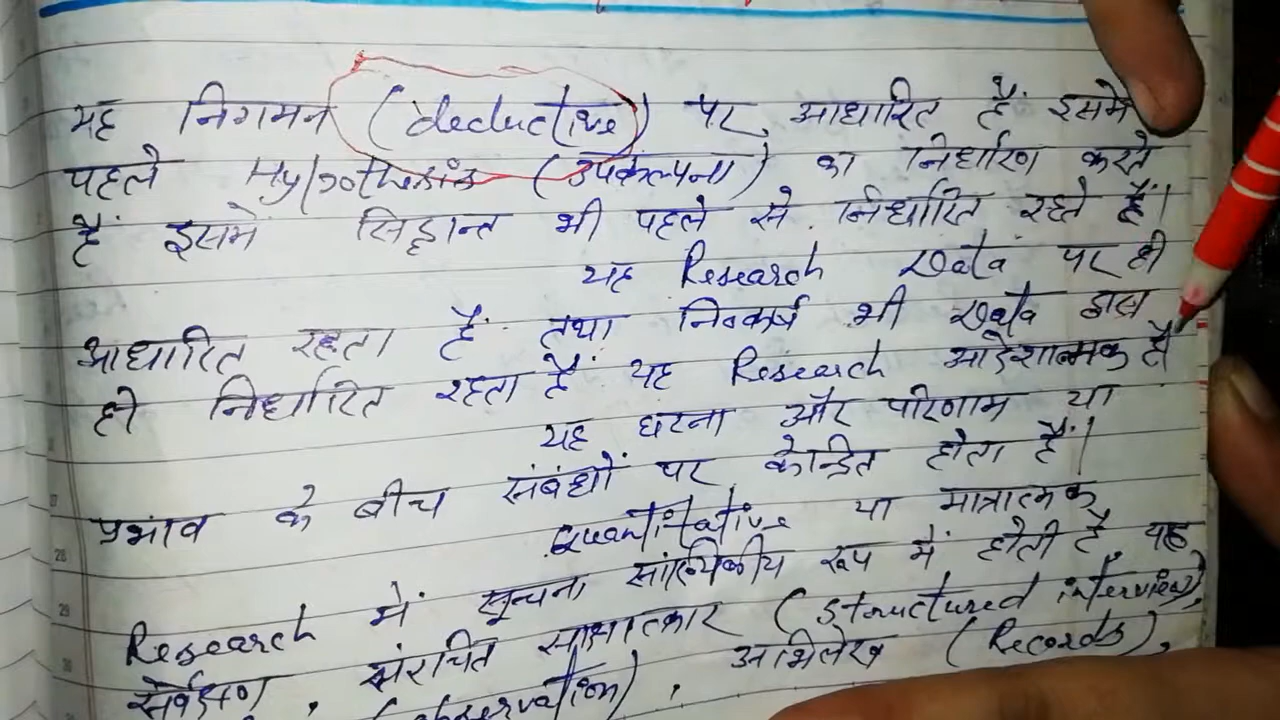 यह निगमन (deductive) पर आधारित है इसमें
पहले Hypothesis (उपकल्पना) का निर्धारण करते
हैं इसमें सिद्धान्त भी पहले से निर्धारित रहते हैं।
यह Research Data पर ही
आधारित रहता है तथा निष्कर्ष भी Data द्वारा
ही निर्धारित रहता है यह Research आदेशात्मक है
यह घटना और परिणाम या
प्रभाव के बीच संबंधों पर केन्द्रित होता है।
Quantitative या मात्रात्मक
Research में सूचना सांख्यिकीय रूप में होती है, यह
सर्वेक्षण, संरचित साक्षात्कार (Structured interview),
(observation), अभिलेख (Records),